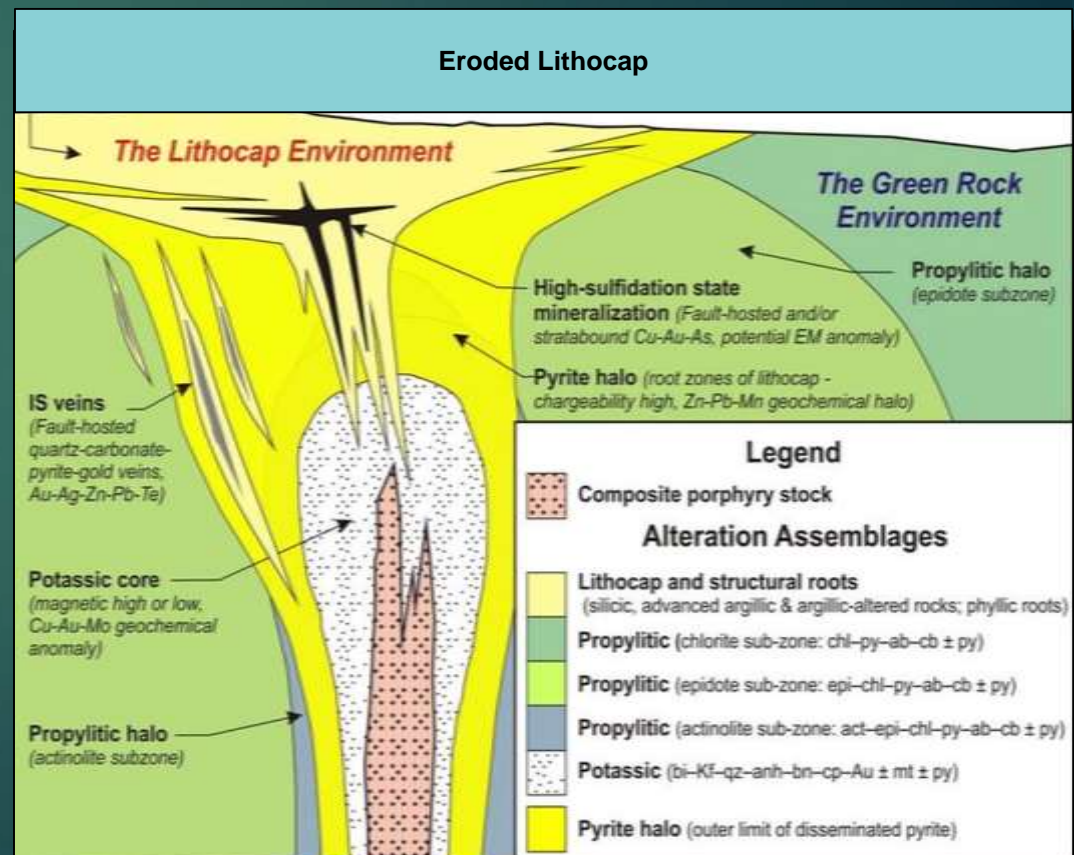 Eroded Lithocap
The Lithocap Environment
The Green Rock
Environment
Propylitic halo
(epidote subzone)
High-sulfidation state
mineralization (Fault-hosted and/or
stratabound Cu-Au-As, potential EM anomaly)
Pyrite halo (root zones of lithocap -
chargeability high, Zn-Pb-Mn geochemical halo)
IS veins
(Fault-hosted
quartz-carbonate-
pyrite-gold veins,
Au-Ag-Zn-Pb-Te)
Potassic core
(magnetic high or low,
Cu-Au-Mo geochemical
anomaly)
Propylitic halo
(actinolite subzone)
Legend
Composite porphyry stock
Alteration Assemblages
Lithocap and structural roots
(silicic, advanced argillic & argillic-altered rocks; phyllic roots)
Propylitic (chlorite sub-zone: chl–py–ab–cb ± py)
Propylitic (epidote sub-zone: epi–chl–py–ab–cb ± py)
Propylitic (actinolite sub-zone: act–epi–chl–py–ab–cb ± py)
Potassic (bi–Kf–qz–anh–bn–cp–Au ± mt ± py)
Pyrite halo (outer limit of disseminated pyrite)